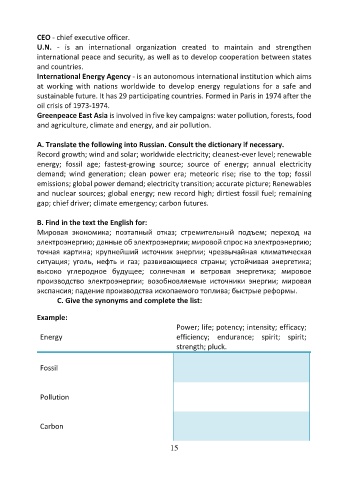 CEO - chief executive officer.
U.N. - is an international organization created to maintain and strengthen
international peace and security, as well as to develop cooperation between states
and countries.
International Energy Agency - is an autonomous international institution which aims
at working with nations worldwide to develop energy regulations for a safe and
sustainable future. It has 29 participating countries. Formed in Paris in 1974 after the
oil crisis of 1973-1974.
Greenpeace East Asia is involved in five key campaigns: water pollution, forests, food
and agriculture, climate and energy, and air pollution.
A. Translate the following into Russian. Consult the dictionary if necessary.
Record growth; wind and solar; worldwide electricity; cleanest-ever level; renewable
energy; fossil age; fastest-growing source; source of energy; annual electricity
demand; wind generation; clean power era; meteoric rise; rise to the top; fossil
emissions; global power demand; electricity transition; accurate picture; Renewables
and nuclear sources; global energy; new record high; dirtiest fossil fuel; remaining
gap; chief driver; climate emergency; carbon futures.
B. Find in the text the English for:
Мировая экономика; поэтапный отказ; стремительный подъем; переход на
электроэнергию; данные об электроэнергии; мировой спрос на электроэнергию;
точная картина; крупнейший источник энергии; чрезвычайная климатическая
ситуация; уголь, нефть и газ; развивающиеся страны; устойчивая энергетика;
высоко углеродное будущее; солнечная и ветровая энергетика; мировое
производство электроэнергии; возобновляемые источники энергии; мировая
экспансия; падение производства ископаемого топлива; быстрые реформы.
C. Give the synonyms and complete the list:
Example:
Energy
Power; life; potency; intensity; efficacy;
efficiency; endurance; spirit; spirit;
strength; pluck.
Fossil
Pollution
Carbon
15